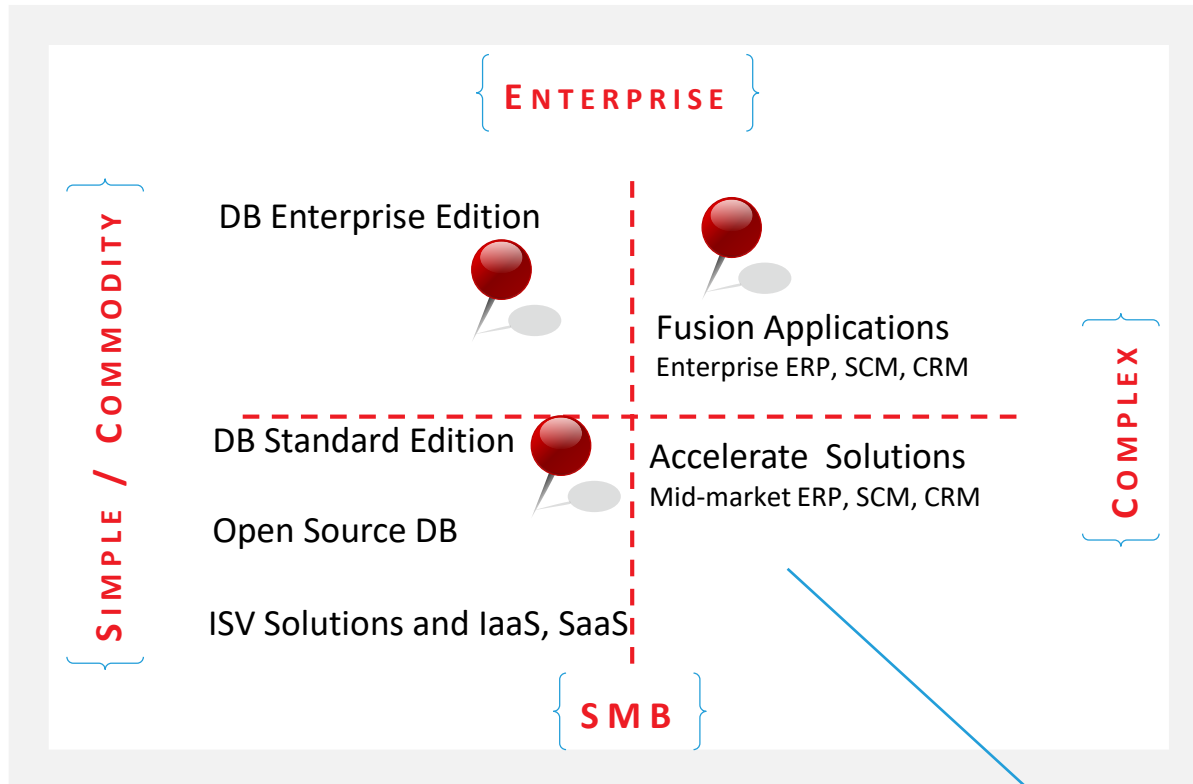 ENTERPRISE
SIMPLE / COMMODITY
DB Enterprise Edition
Fusion Applications
Enterprise ERP, SCM, CRM
COMPLEX
DB Standard Edition
Accelerate Solutions
Mid-market ERP, SCM, CRM
Open Source DB
ISV Solutions and IaaS, SaaS
SMB